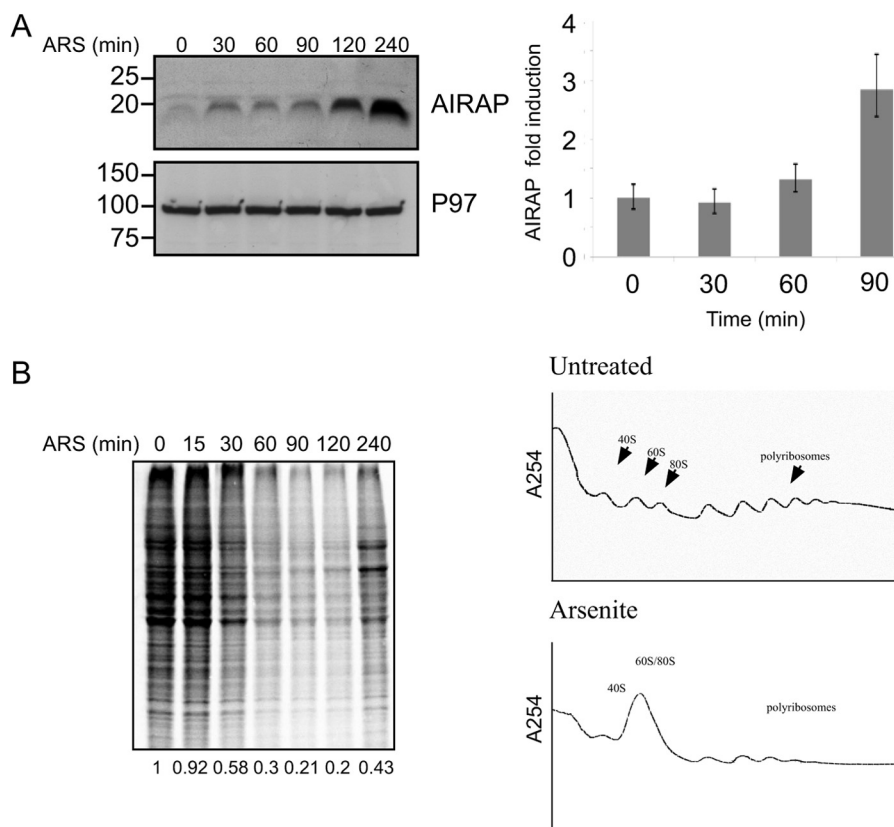 A
ARS (min) 0 30 60 90 120 240
25
20
AIRAP
150
100
75
P97
AIRAP fold induction
4
3
2
1
0
0 30 60 90
Time (min)
B
ARS (min) 0 15 30 60 90 120 240
1 0.92 0.58 0.3 0.21 0.2 0.43
Untreated
A254
40S
60S
80S
polyribosomes
Arsenite
A254
40S
60S/80S
polyribosomes